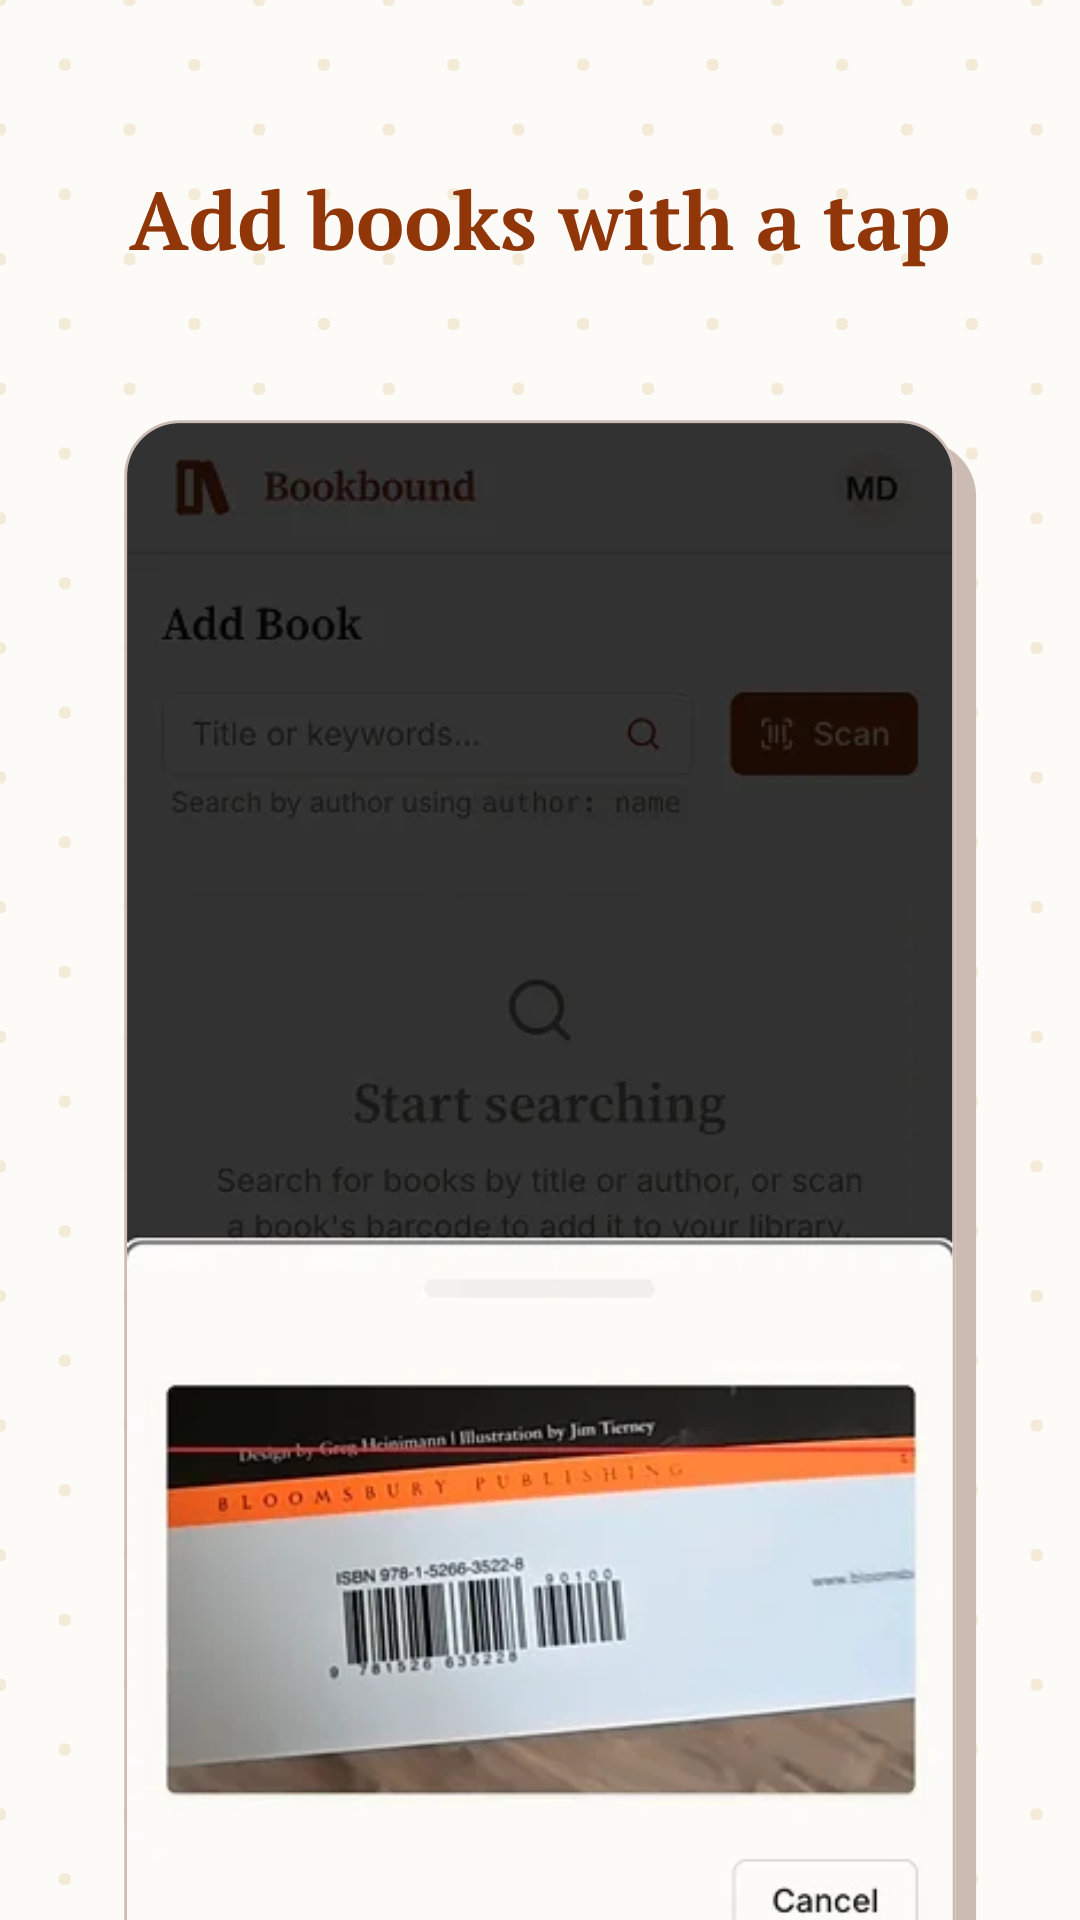 Add books with a tap
Bookbound
MD
Add Book
Title or keywords...
Scan
Search by author using author: name
Start searching
Search for books by title or author, or scan
a book's barcode to add it to your library.
Design by Greg Heinimann | Illustration by Jim Tierney
BLOOMSBURY PUBLISHING
ISBN 978-1-5266-3522-8
90100
www.bloomsb
9 781526 635228
Cancel